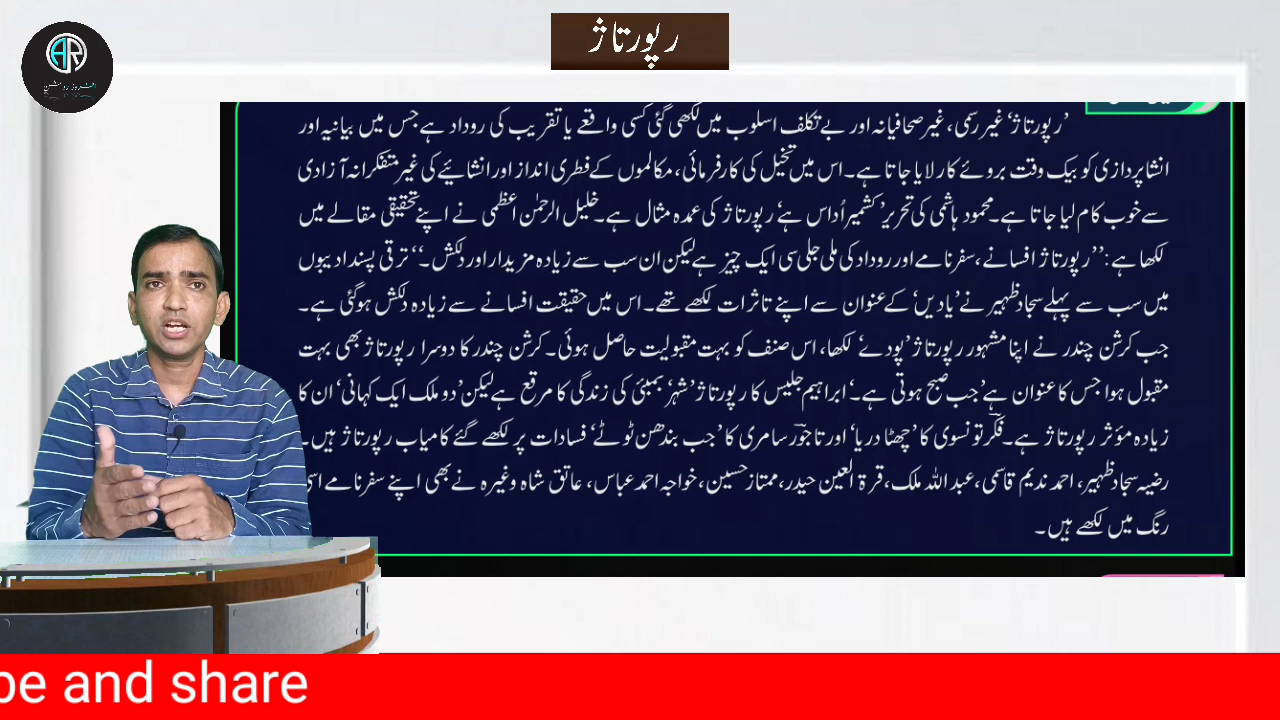 رپورتاژ
AR
افروز روشن
’رپورتاژ‘ غیر رسمی، غیر صحافیانہ اور بے تکلف اسلوب میں لکھی گئی کسی واقعے یا تقریب کی روداد ہے جس میں بیانیہ اور
انشا پردازی کو بیک وقت بروئے کار لایا جاتا ہے۔ اس میں تخیل کی کارفرمائی، مکالموں کے فطری انداز اور انشائیے کی غیر متفکرانہ آزادی
سے خوب کام لیا جاتا ہے۔ محمود ہاشمی کی تحریر ’کشمیر اُداس ہے‘ رپورتاژ کی عمدہ مثال ہے۔ خلیل الرحمٰن اعظمی نے اپنے تحقیقی مقالے میں
لکھا ہے: ’’رپورتاژ افسانے، سفرنامے اور روداد کی ملی جلی سی ایک چیز ہے لیکن ان سب سے زیادہ مزیدار اور دلکش۔‘‘ ترقی پسند ادیبوں
میں سب سے پہلے سجاد ظہیر نے ’یادیں‘ کے عنوان سے اپنے تاثرات لکھے تھے۔ اس میں حقیقت افسانے سے زیادہ دلکش ہوگئی ہے۔
جب کرشن چندر نے اپنا مشہور رپورتاژ ’پودے‘ لکھا، اس صنف کو بہت مقبولیت حاصل ہوئی۔ کرشن چندر کا دوسرا رپورتاژ بھی بہت
مقبول ہوا جس کا عنوان ہے ’جب صبح ہوتی ہے‘۔ ابراہیم جلیس کا رپورتاژ ’شہر‘ بمبئی کی زندگی کا مرقع ہے لیکن ’دو ملک ایک کہانی‘ ان کا
زیادہ مؤثر رپورتاژ ہے۔ فکرؔ تونسوی کا ’چھٹا دریا‘ اور تاجورؔ سامری کا ’جب بندھن ٹوٹے‘ فسادات پر لکھے گئے کامیاب رپورتاژ ہیں۔
رضیہ سجاد ظہیر، احمد ندیم قاسمی، عبداللہ ملک، قرۃ العین حیدر، ممتاز حسین، خواجہ احمد عباس، عاتق شاہ وغیرہ نے بھی اپنے سفرنامے اسی
رنگ میں لکھے ہیں۔
be and share